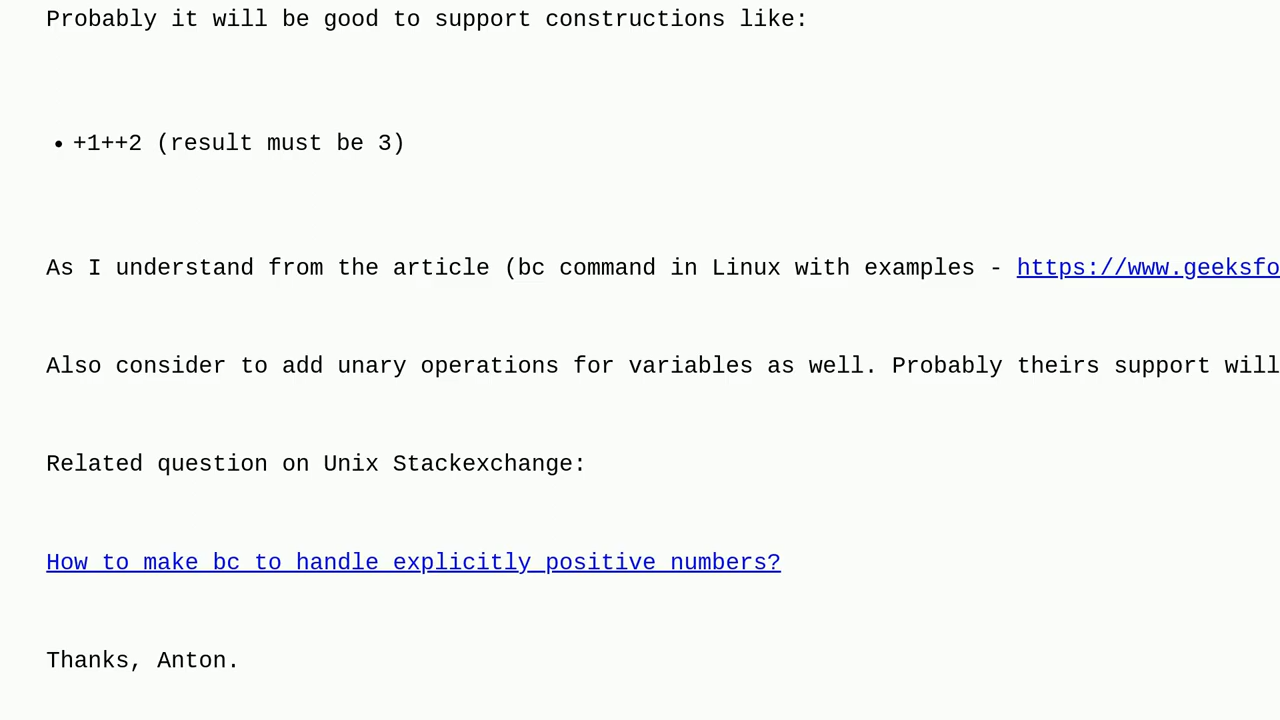 Probably it will be good to support constructions like:
• +1++2 (result must be 3)
As I understand from the article (bc command in Linux with examples - https://www.geeksfo
Also consider to add unary operations for variables as well. Probably theirs support will
Related question on Unix Stackexchange:
How to make bc to handle explicitly positive numbers?
Thanks, Anton.